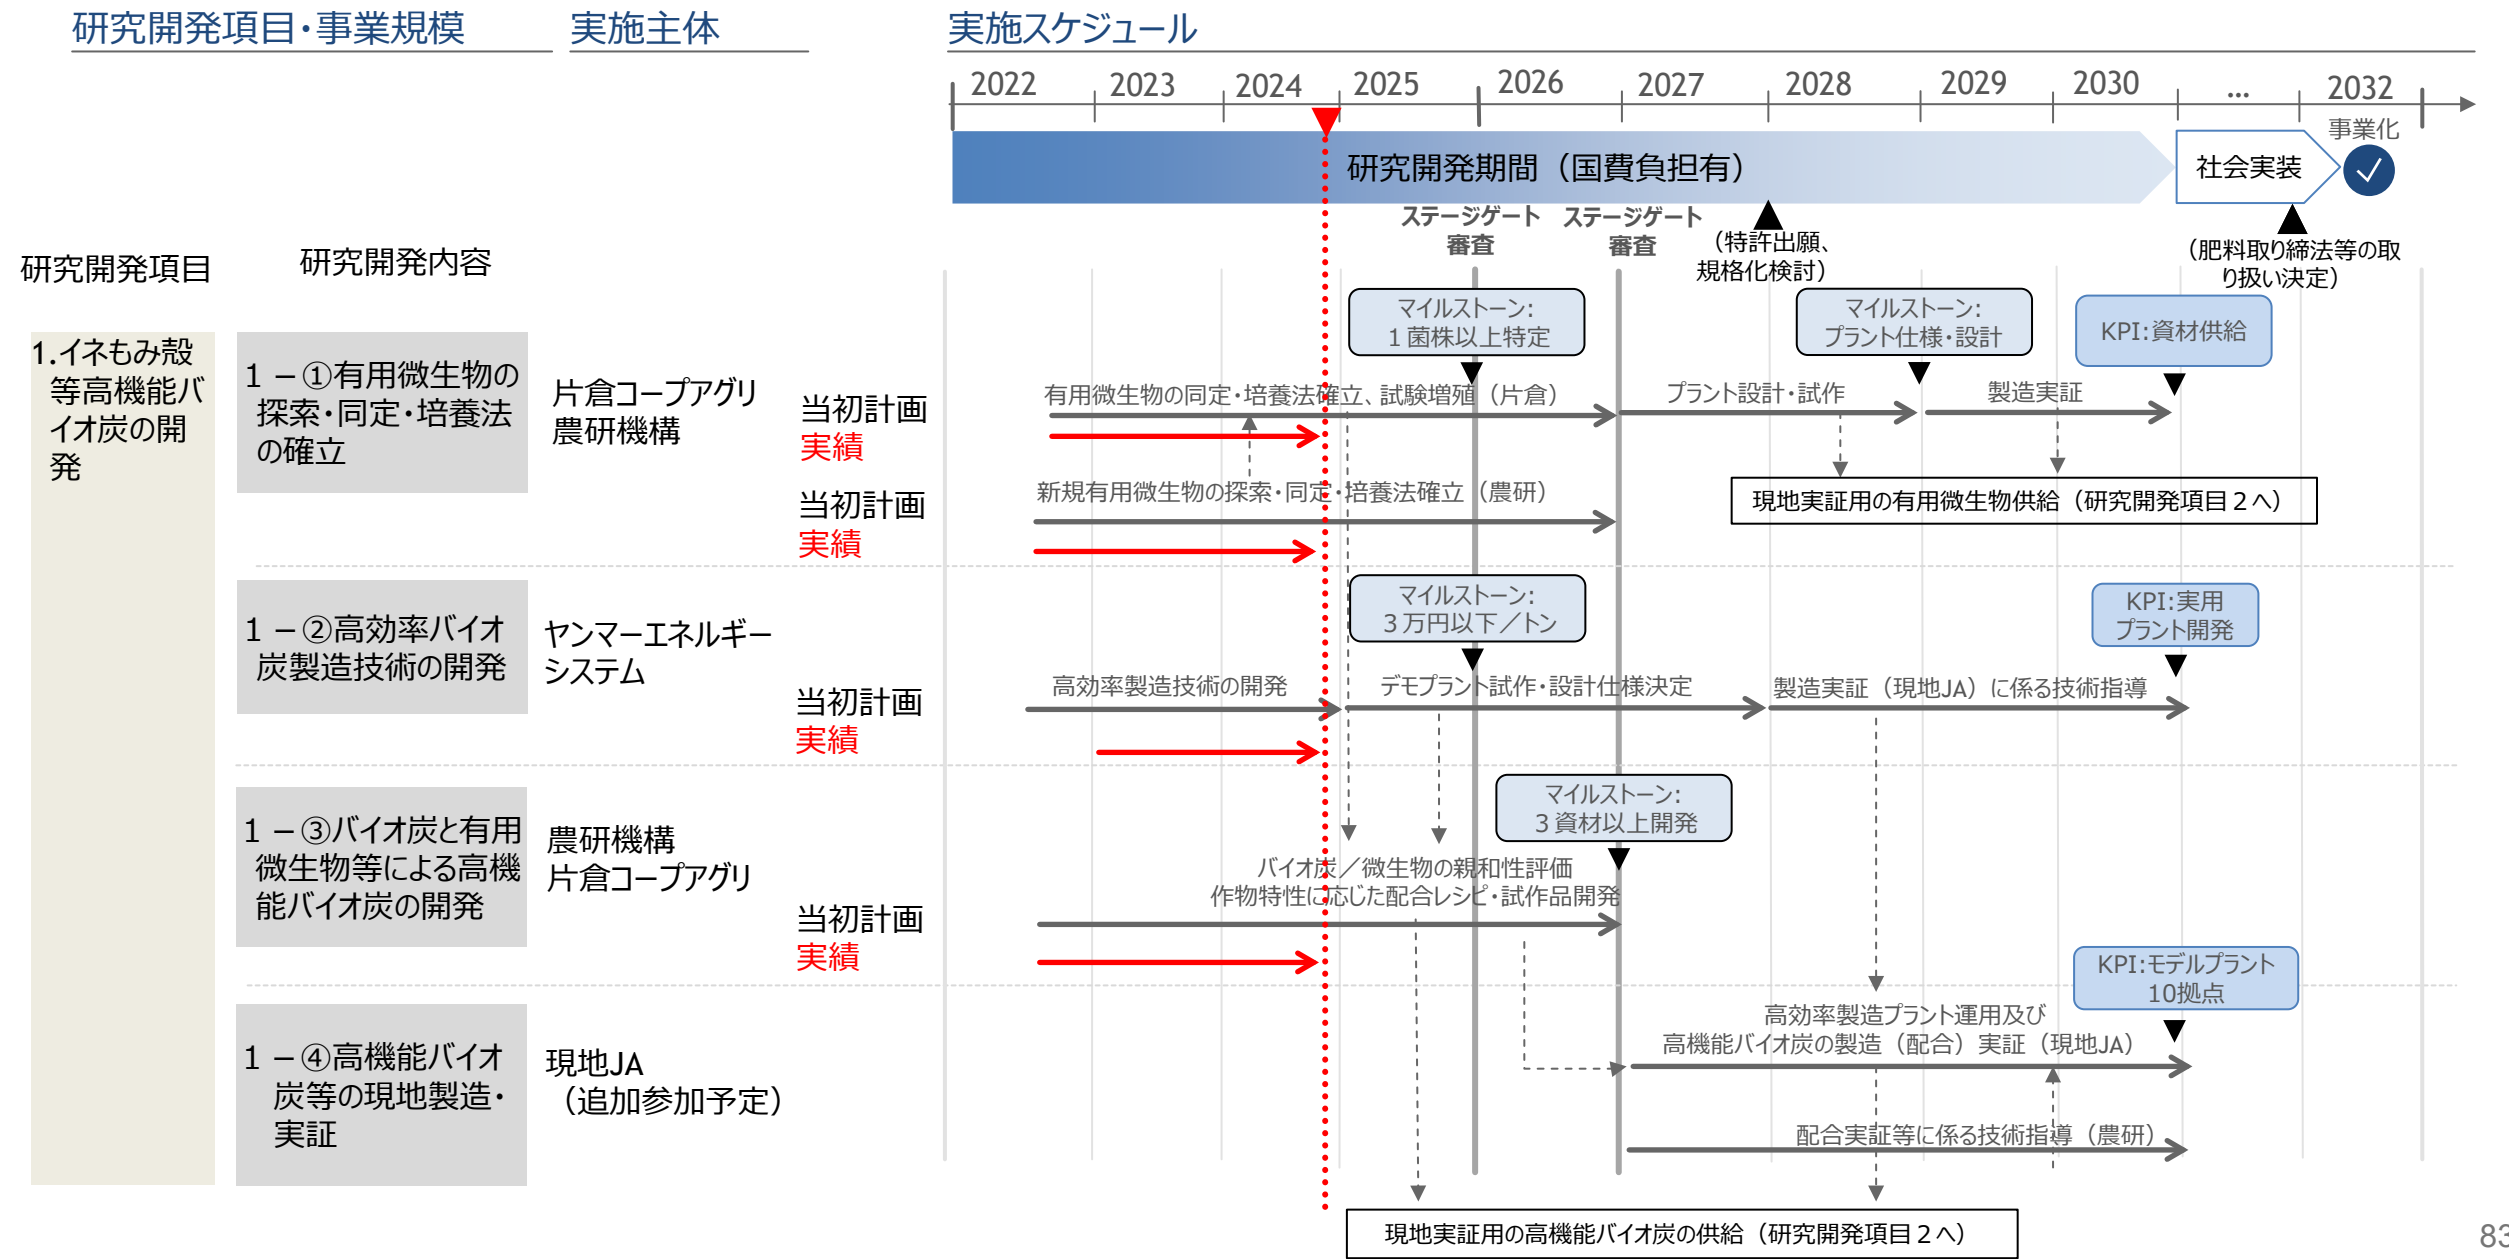 研究開発項目・事業規模
実施主体
実施スケジュール
2022
2023
2024
2025
2026
2027
2028
2029
2030
…
2032
事業化
研究開発期間（国費負担有）
社会実装
ステージゲート
審査
ステージゲート
審査
（特許出願、
規格化検討）
（肥料取り締法等の取
り扱い決定）
研究開発項目
研究開発内容
1.イネもみ殻
等高機能バ
イオ炭の開
発
１－①有用微生物の
探索・同定・培養法
の確立
片倉コープアグリ
農研機構
当初計画
実績
当初計画
実績
マイルストーン:
１菌株以上特定
マイルストーン:
プラント仕様・設計
KPI:資材供給
有用微生物の同定・培養法確立、試験増殖（片倉）
プラント設計・試作
製造実証
新規有用微生物の探索・同定・培養法確立（農研）
現地実証用の有用微生物供給（研究開発項目２へ）
１－②高効率バイオ
炭製造技術の開発
ヤンマーエネルギー
システム
当初計画
実績
マイルストーン:
３万円以下／トン
KPI:実用
プラント開発
高効率製造技術の開発
デモプラント試作・設計仕様決定
製造実証（現地JA）に係る技術指導
１－③バイオ炭と有用
微生物等による高機
能バイオ炭の開発
農研機構
片倉コープアグリ
当初計画
実績
マイルストーン:
３資材以上開発
バイオ炭／微生物の親和性評価
作物特性に応じた配合レシピ・試作品開発
１－④高機能バイオ
炭等の現地製造・
実証
現地JA
（追加参加予定）
KPI:モデルプラント
10拠点
高効率製造プラント運用及び
高機能バイオ炭の製造（配合）実証（現地JA）
配合実証等に係る技術指導（農研）
現地実証用の高機能バイオ炭の供給（研究開発項目２へ）
83